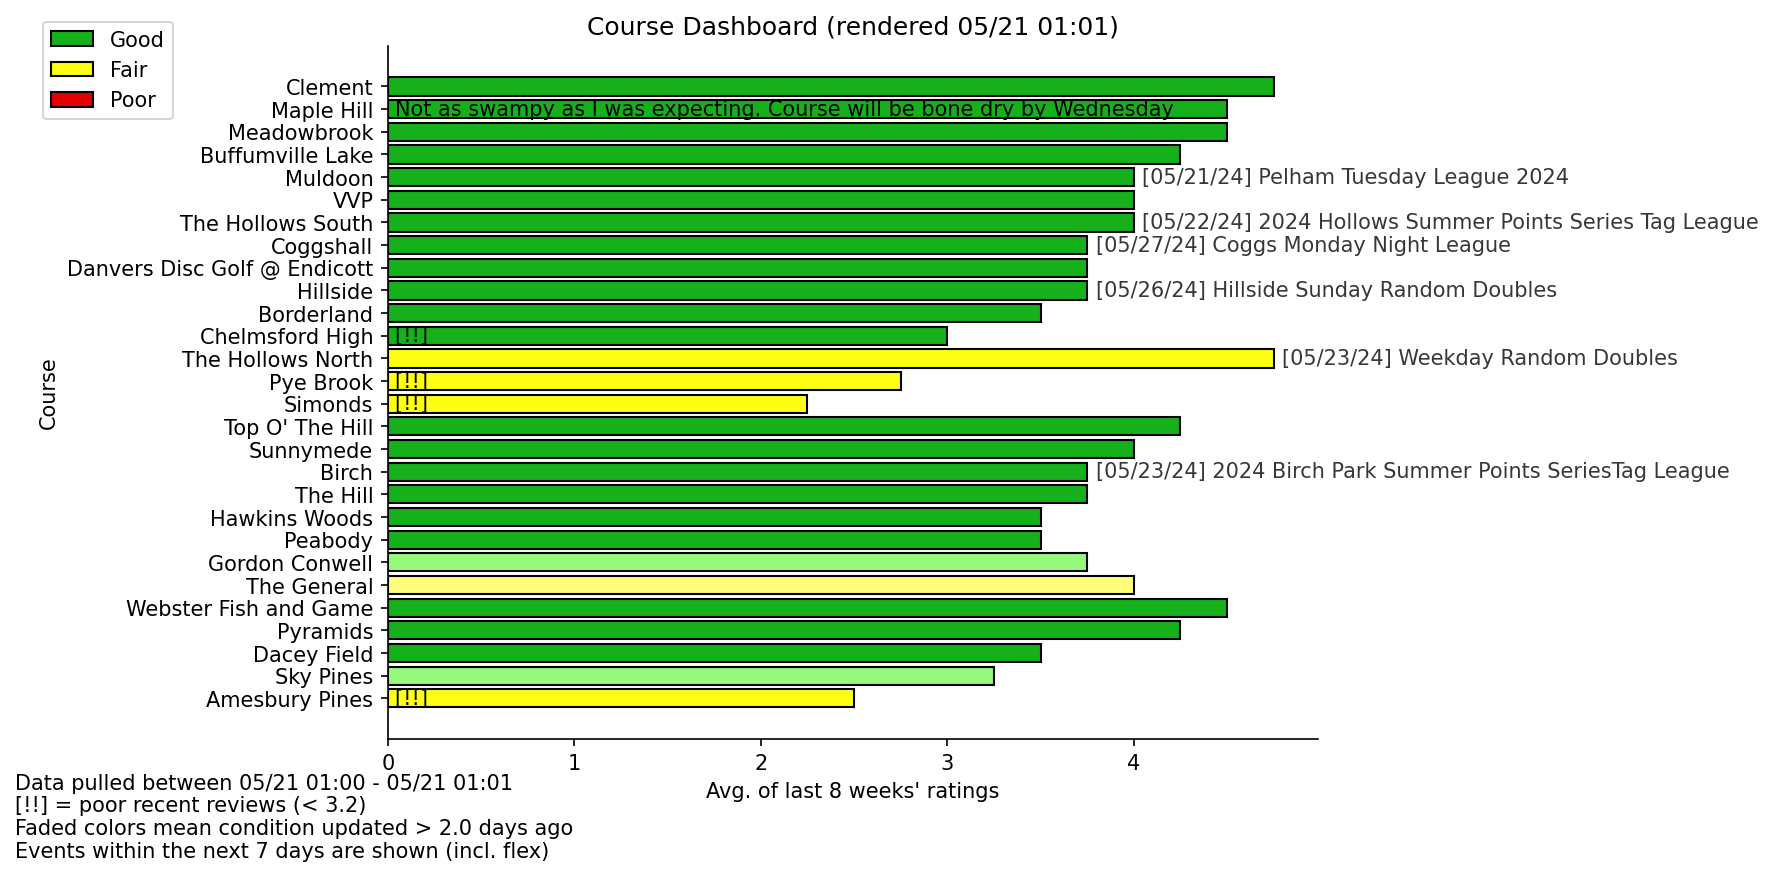 Course Dashboard (rendered 05/21 01:01)
Good
Fair
Poor
Clement
Maple Hill Not as swampy as I was expecting. Course will be bone dry by Wednesday
Meadowbrook
Buffumville Lake
Muldoon [05/21/24] Pelham Tuesday League 2024
VVP
The Hollows South [05/22/24] 2024 Hollows Summer Points Series Tag League
Coggshall [05/27/24] Coggs Monday Night League
Danvers Disc Golf @ Endicott
Hillside [05/26/24] Hillside Sunday Random Doubles
Borderland
Chelmsford High [!!]
The Hollows North [05/23/24] Weekday Random Doubles
Pye Brook [!!]
Simonds [!!]
Top O' The Hill
Sunnymede
Birch [05/23/24] 2024 Birch Park Summer Points SeriesTag League
The Hill
Hawkins Woods
Peabody
Gordon Conwell
The General
Webster Fish and Game
Pyramids
Dacey Field
Sky Pines
Amesbury Pines [!!]
Course
0 1 2 3 4
Avg. of last 8 weeks' ratings
Data pulled between 05/21 01:00 - 05/21 01:01
[!!] = poor recent reviews (< 3.2)
Faded colors mean condition updated > 2.0 days ago
Events within the next 7 days are shown (incl. flex)